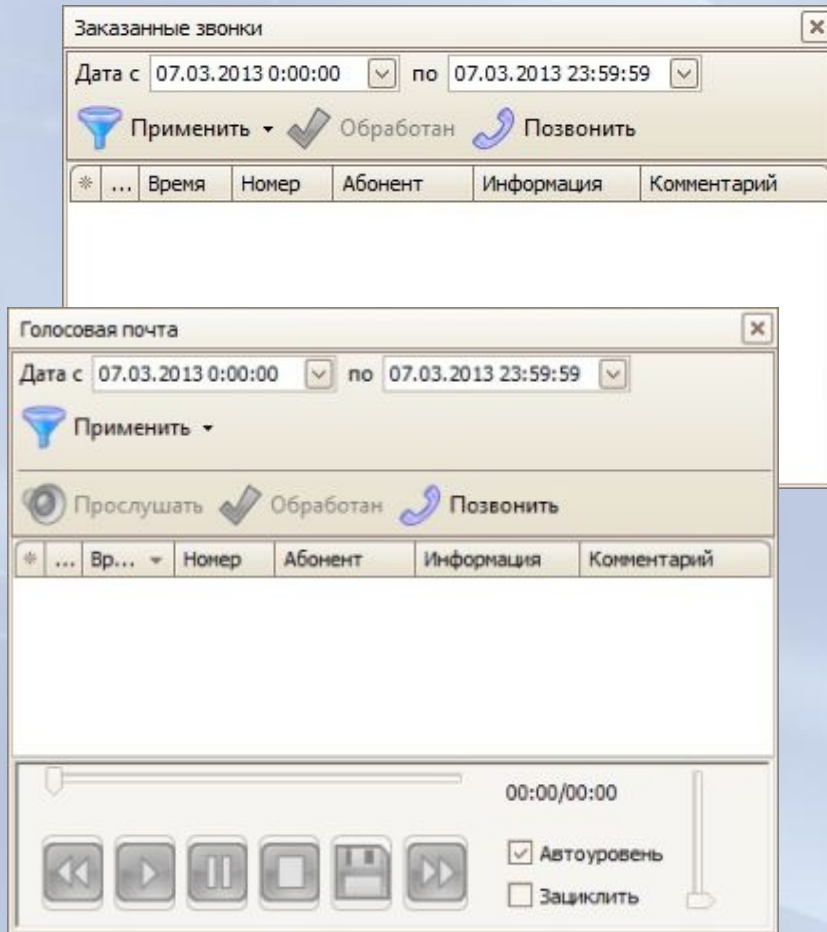 Заказанные звонки
Дата с 07.03.2013 0:00:00 по 07.03.2013 23:59:59
Применить Обработан Позвонить
... Время Номер Абонент Информация Комментарий
Голосовая почта
Дата с 07.03.2013 0:00:00 по 07.03.2013 23:59:59
Применить
Прослушать Обработан Позвонить
... Вр... Номер Абонент Информация Комментарий
00:00/00:00
Автоуровень
Зациклить